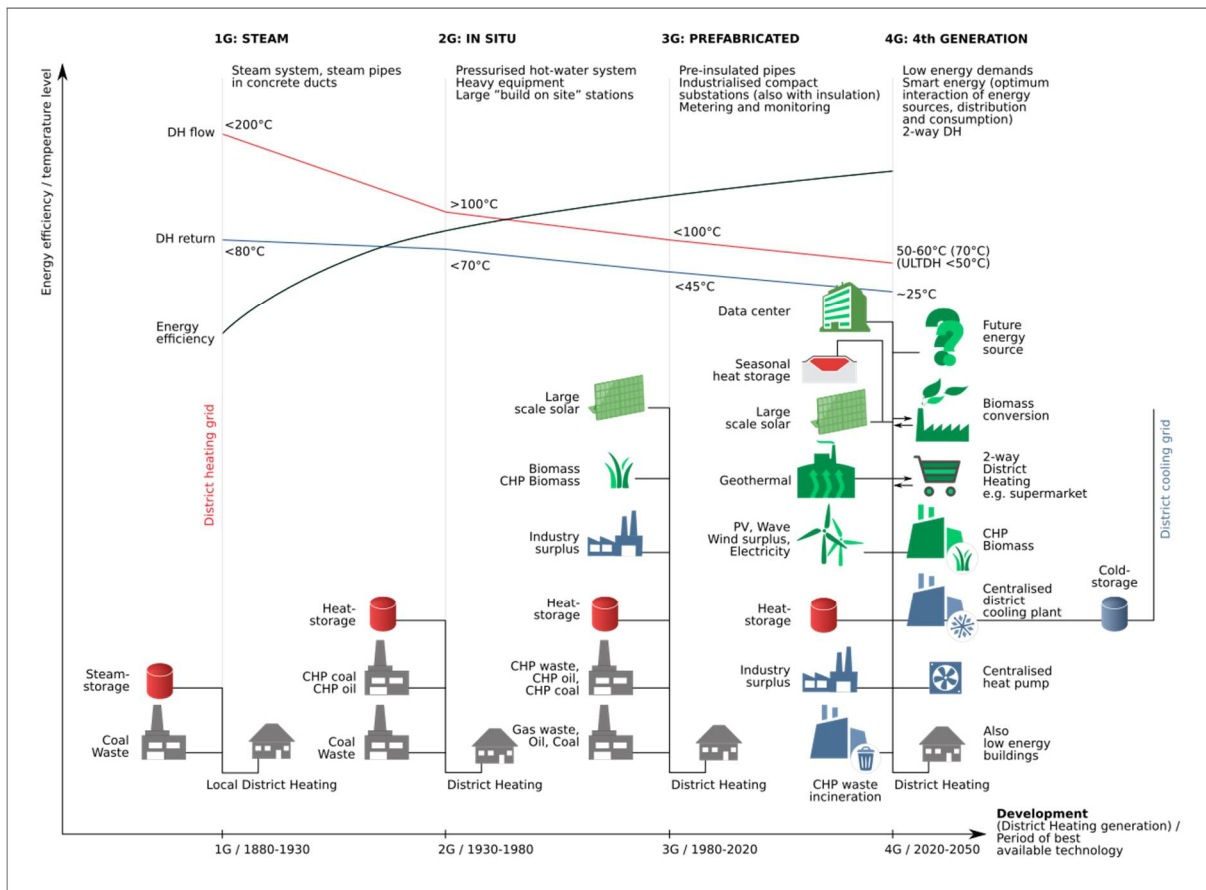 1G: STEAM
Steam system, steam pipes
in concrete ducts
2G: IN SITU
Pressurised hot-water system
Heavy equipment
Large “build on site” stations
3G: PREFABRICATED
Pre-insulated pipes
Industrialised compact
substations (also with insulation)
Metering and monitoring
4G: 4th GENERATION
Low energy demands
Smart energy (optimum
interaction of energy
sources, distribution
and consumption)
2-way DH
Energy efficiency / temperature level
DH flow
<200°C
>100°C
<100°C
50-60°C (70°C)
(ULTDH <50°C)
DH return
<80°C
<70°C
<45°C
~25°C
Energy
efficiency
District heating grid
Steam-
storage
Coal
Waste
Local District Heating
Heat-
storage
CHP coal
CHP oil
Coal
Waste
District Heating
Large
scale solar
Biomass
CHP Biomass
Industry
surplus
Heat-
storage
CHP waste,
CHP oil,
CHP coal
Gas waste,
Oil, Coal
District Heating
Data center
Seasonal
heat storage
Large
scale solar
Geothermal
PV, Wave
Wind surplus,
Electricity
Heat-
storage
Industry
surplus
CHP waste
incineration
Future
energy
source
Biomass
conversion
2-way
District
Heating
e.g. supermarket
CHP
Biomass
Centralised
district
cooling plant
Centralised
heat pump
Also
low energy
buildings
District Heating
Cold-
storage
District cooling grid
1G / 1880-1930
2G / 1930-1980
3G / 1980-2020
4G / 2020-2050
Development
(District Heating generation) /
Period of best
available technology